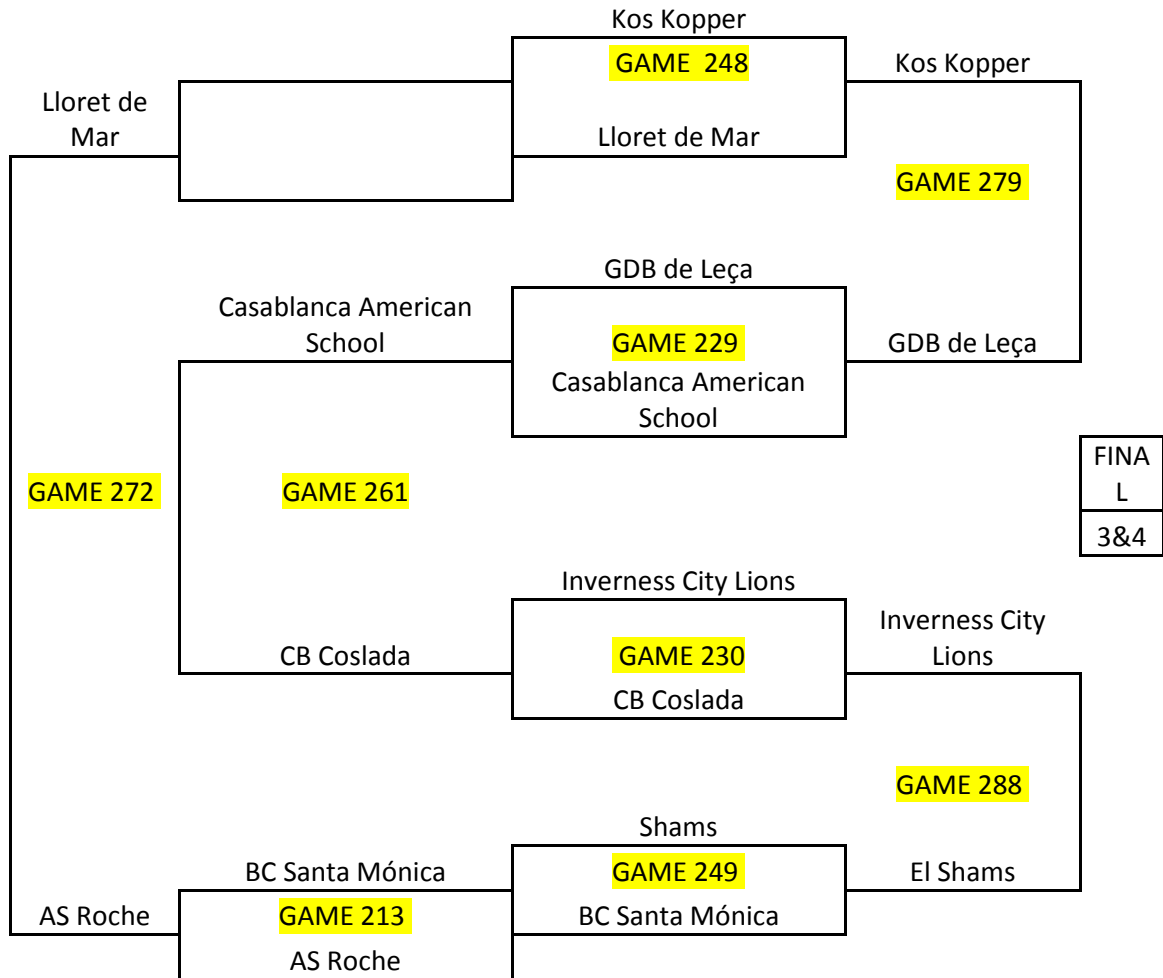 Kos Kopper
GAME  248
Kos Kopper
Lloret de
Mar
Lloret de Mar
GAME 279
GDB de Leça
Casablanca American
School
GAME 229
GDB de Leça
Casablanca American
School
FINA
L
GAME 272
GAME 261
3&4
Inverness City Lions
Inverness City
Lions
CB Coslada
GAME 230
CB Coslada
GAME 288
Shams
BC Santa Mónica
GAME 249
El Shams
AS Roche
GAME 213
BC Santa Mónica
AS Roche